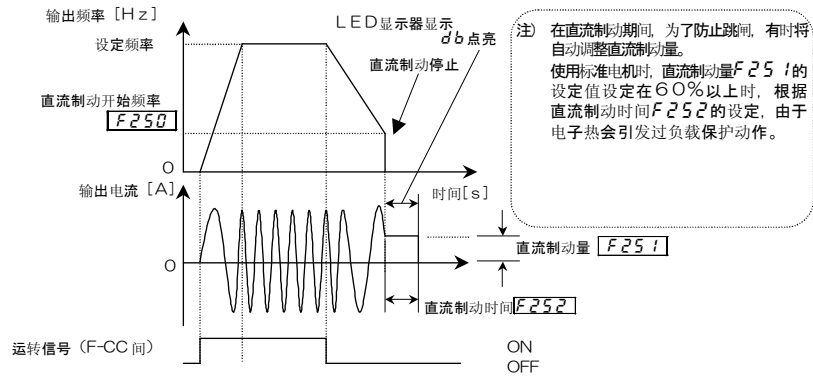 输出频率 [Hz]
设定频率
直流制动开始频率
F250
0
LED显示器显示
db点亮
直流制动停止
注) 在直流制动期间，为了防止跳闸，有时将
自动调整直流制动量。
使用标准电机时，直流制动量F251的
设定值设定在60%以上时，根据
直流制动时间F252的设定，由于
电子热会引发过负载保护动作。
输出电流 [A]
时间[s]
0
直流制动量 F251
直流制动时间F252
运转信号（F-CC间）
ON
OFF